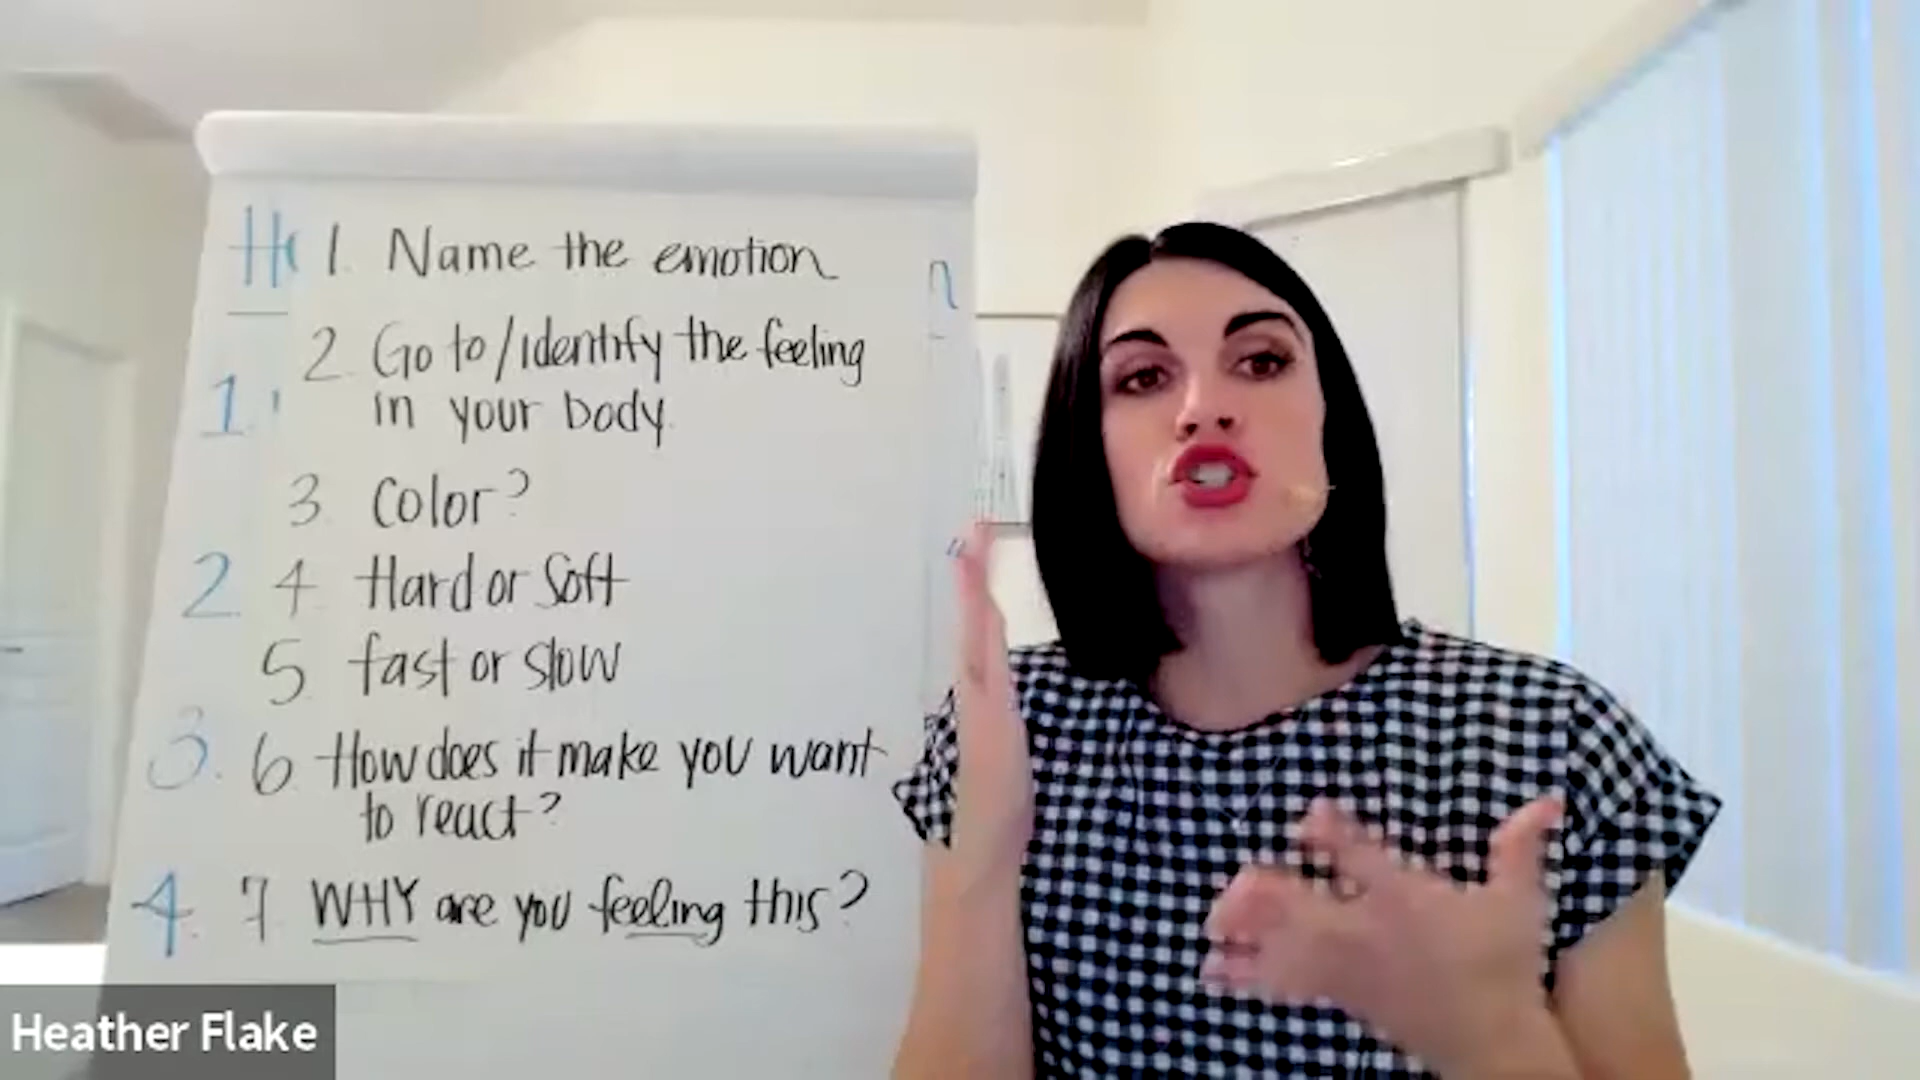 1. Name the emotion
2. Go to/identify the feeling
in your body.
3. Color?
4. Hard or Soft
5. fast or slow
6. How does it make you want
to react?
7. WHY are you feeling this?
1.
2.
3.
4.
Heather Flake